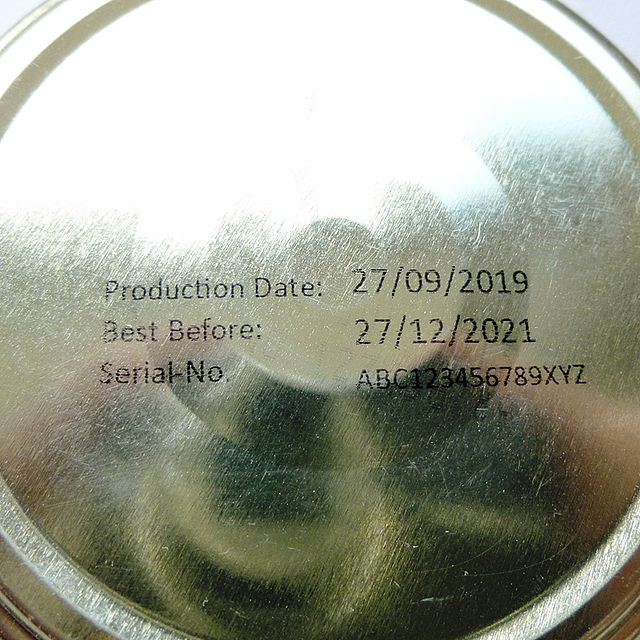 Production Date: 27/09/2019
Best Before: 27/12/2021
Serial-No. ABC123456789XYZ